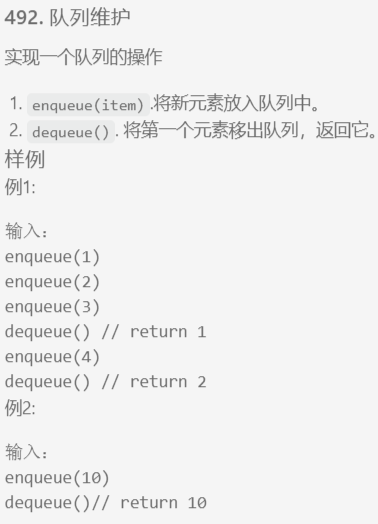 492. 队列维护
实现一个队列的操作
1. enqueue(item).将新元素放入队列中。
2. dequeue(). 将第一个元素移出队列，返回它。
样例
例1:
输入：
enqueue(1)
enqueue(2)
enqueue(3)
dequeue() // return 1
enqueue(4)
dequeue() // return 2
例2:
输入：
enqueue(10)
dequeue()// return 10